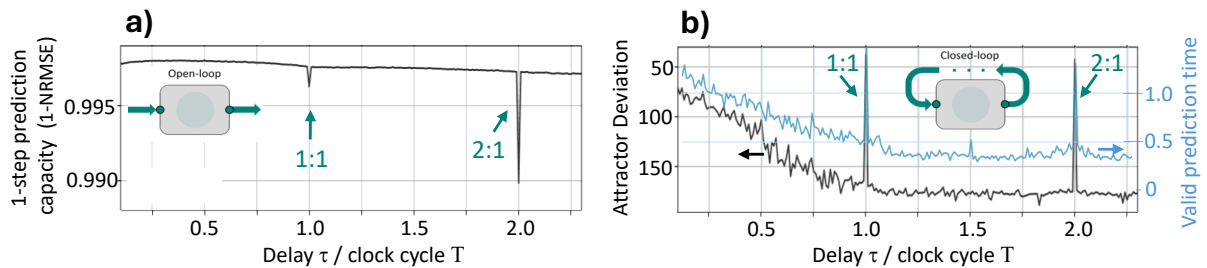 a)
1-step prediction
capacity (1-NRMSE)
0.995
0.990
Open-loop
1:1
2:1
0.5
1.0
1.5
2.0
Delay τ / clock cycle T
b)
Attractor Deviation
50
100
150
1:1
Closed-loop
2:1
1.0
0.5
0
Valid prediction time
0.5
1.0
1.5
2.0
Delay τ / clock cycle T